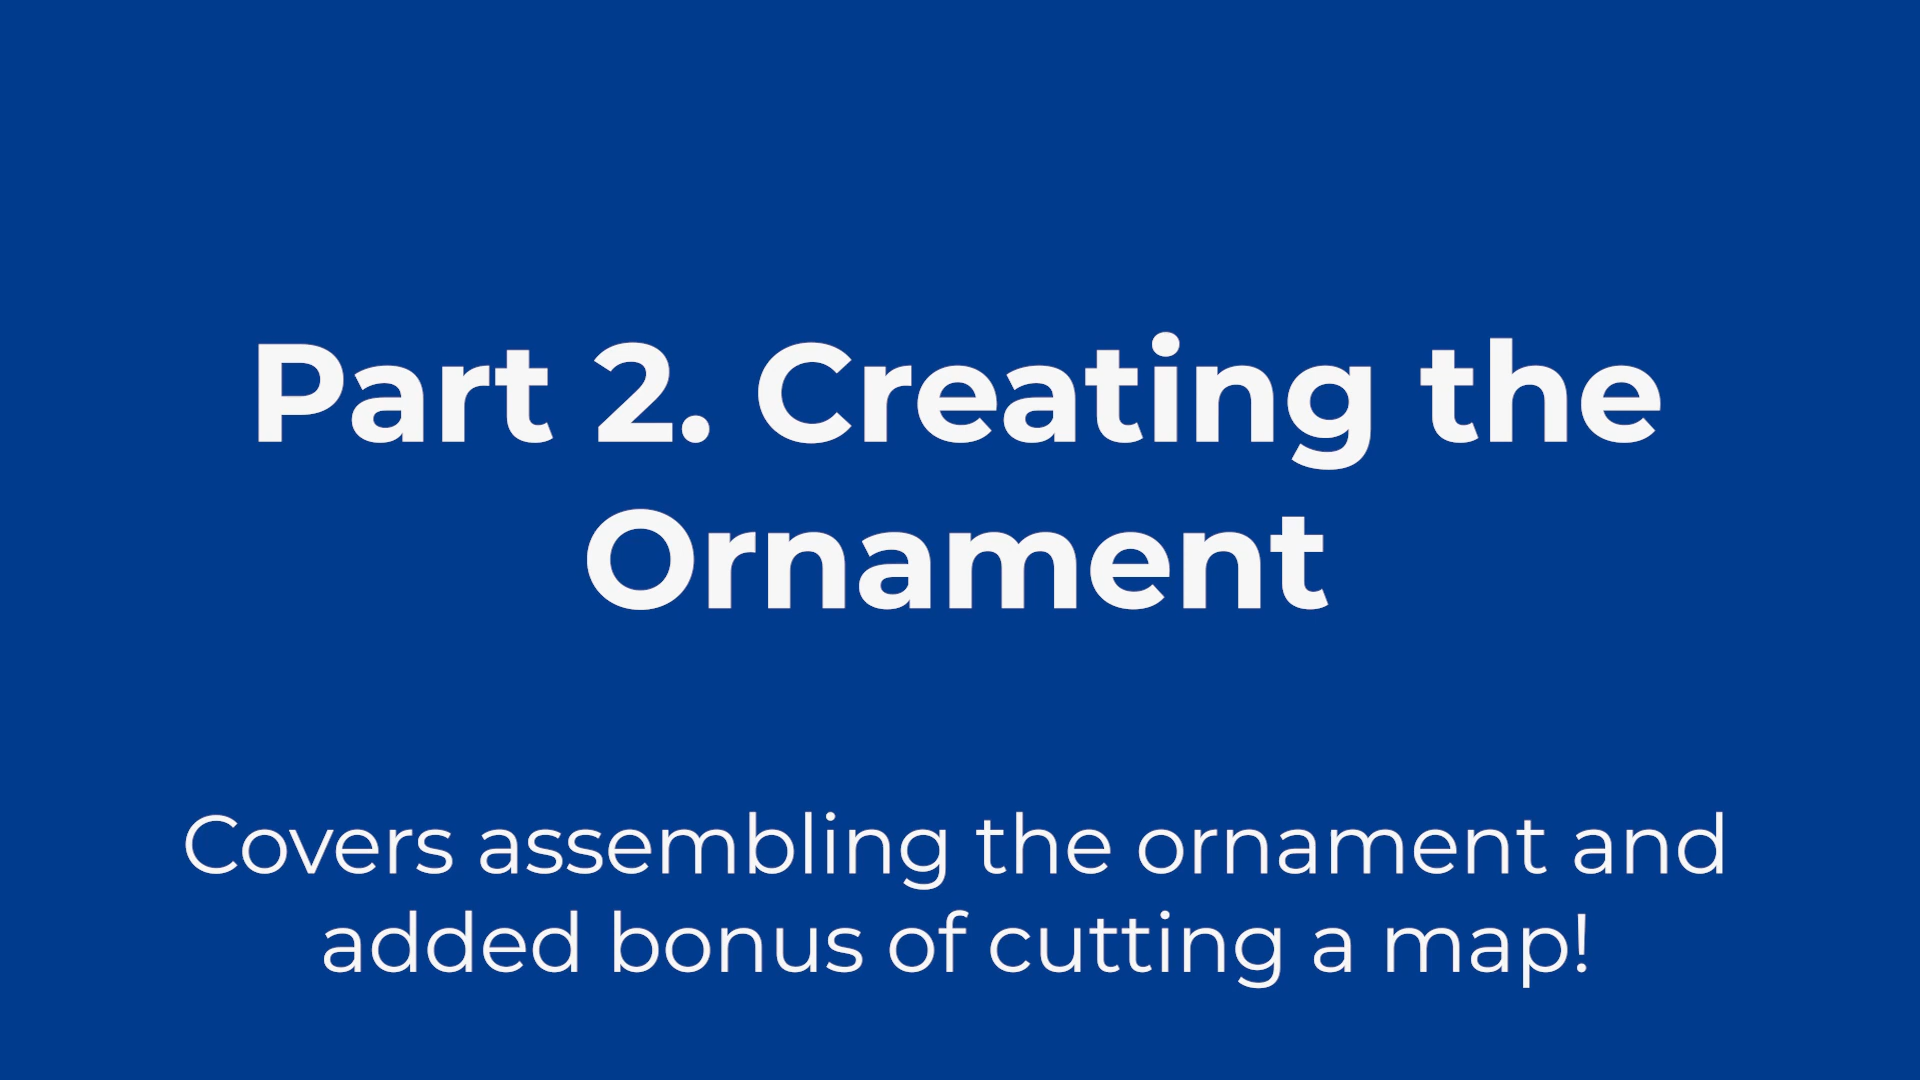 Part 2. Creating the
Ornament
Covers assembling the ornament and
added bonus of cutting a map!